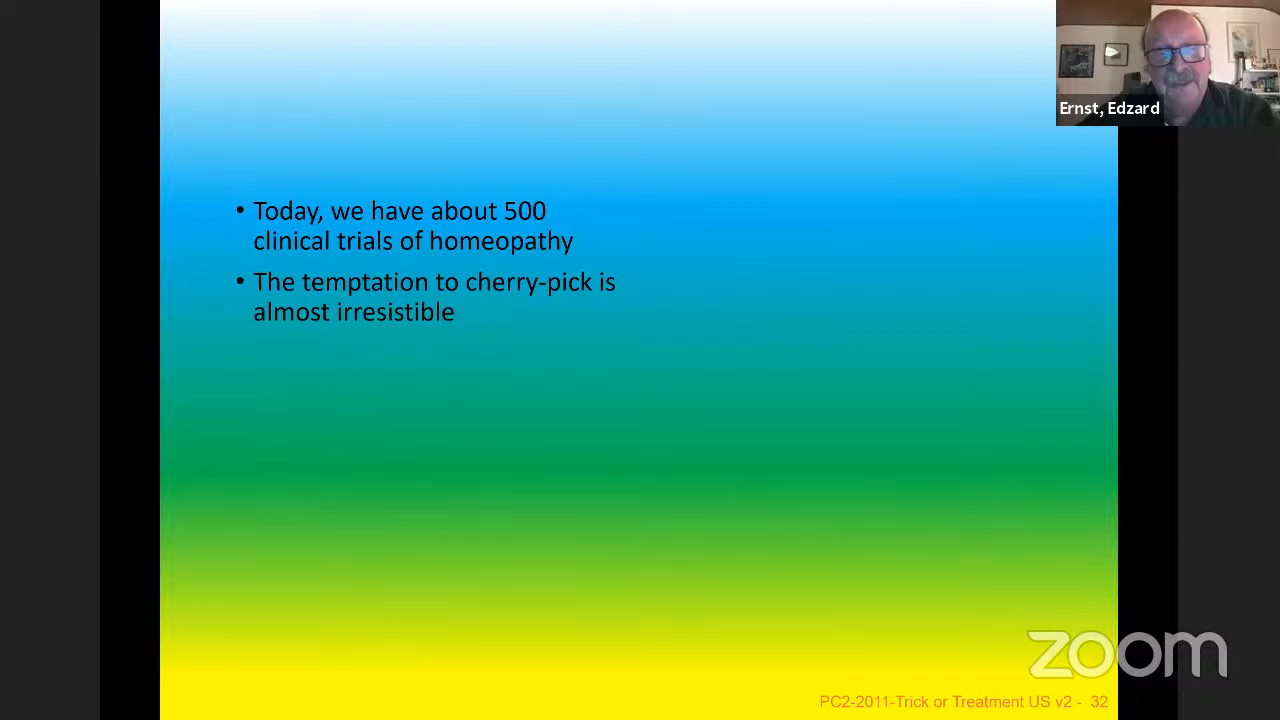 Ernst, Edzard
• Today, we have about 500
clinical trials of homeopathy
• The temptation to cherry-pick is
almost irresistible
zoom
PC2-2011-Trick or Treatment US v2 - 32